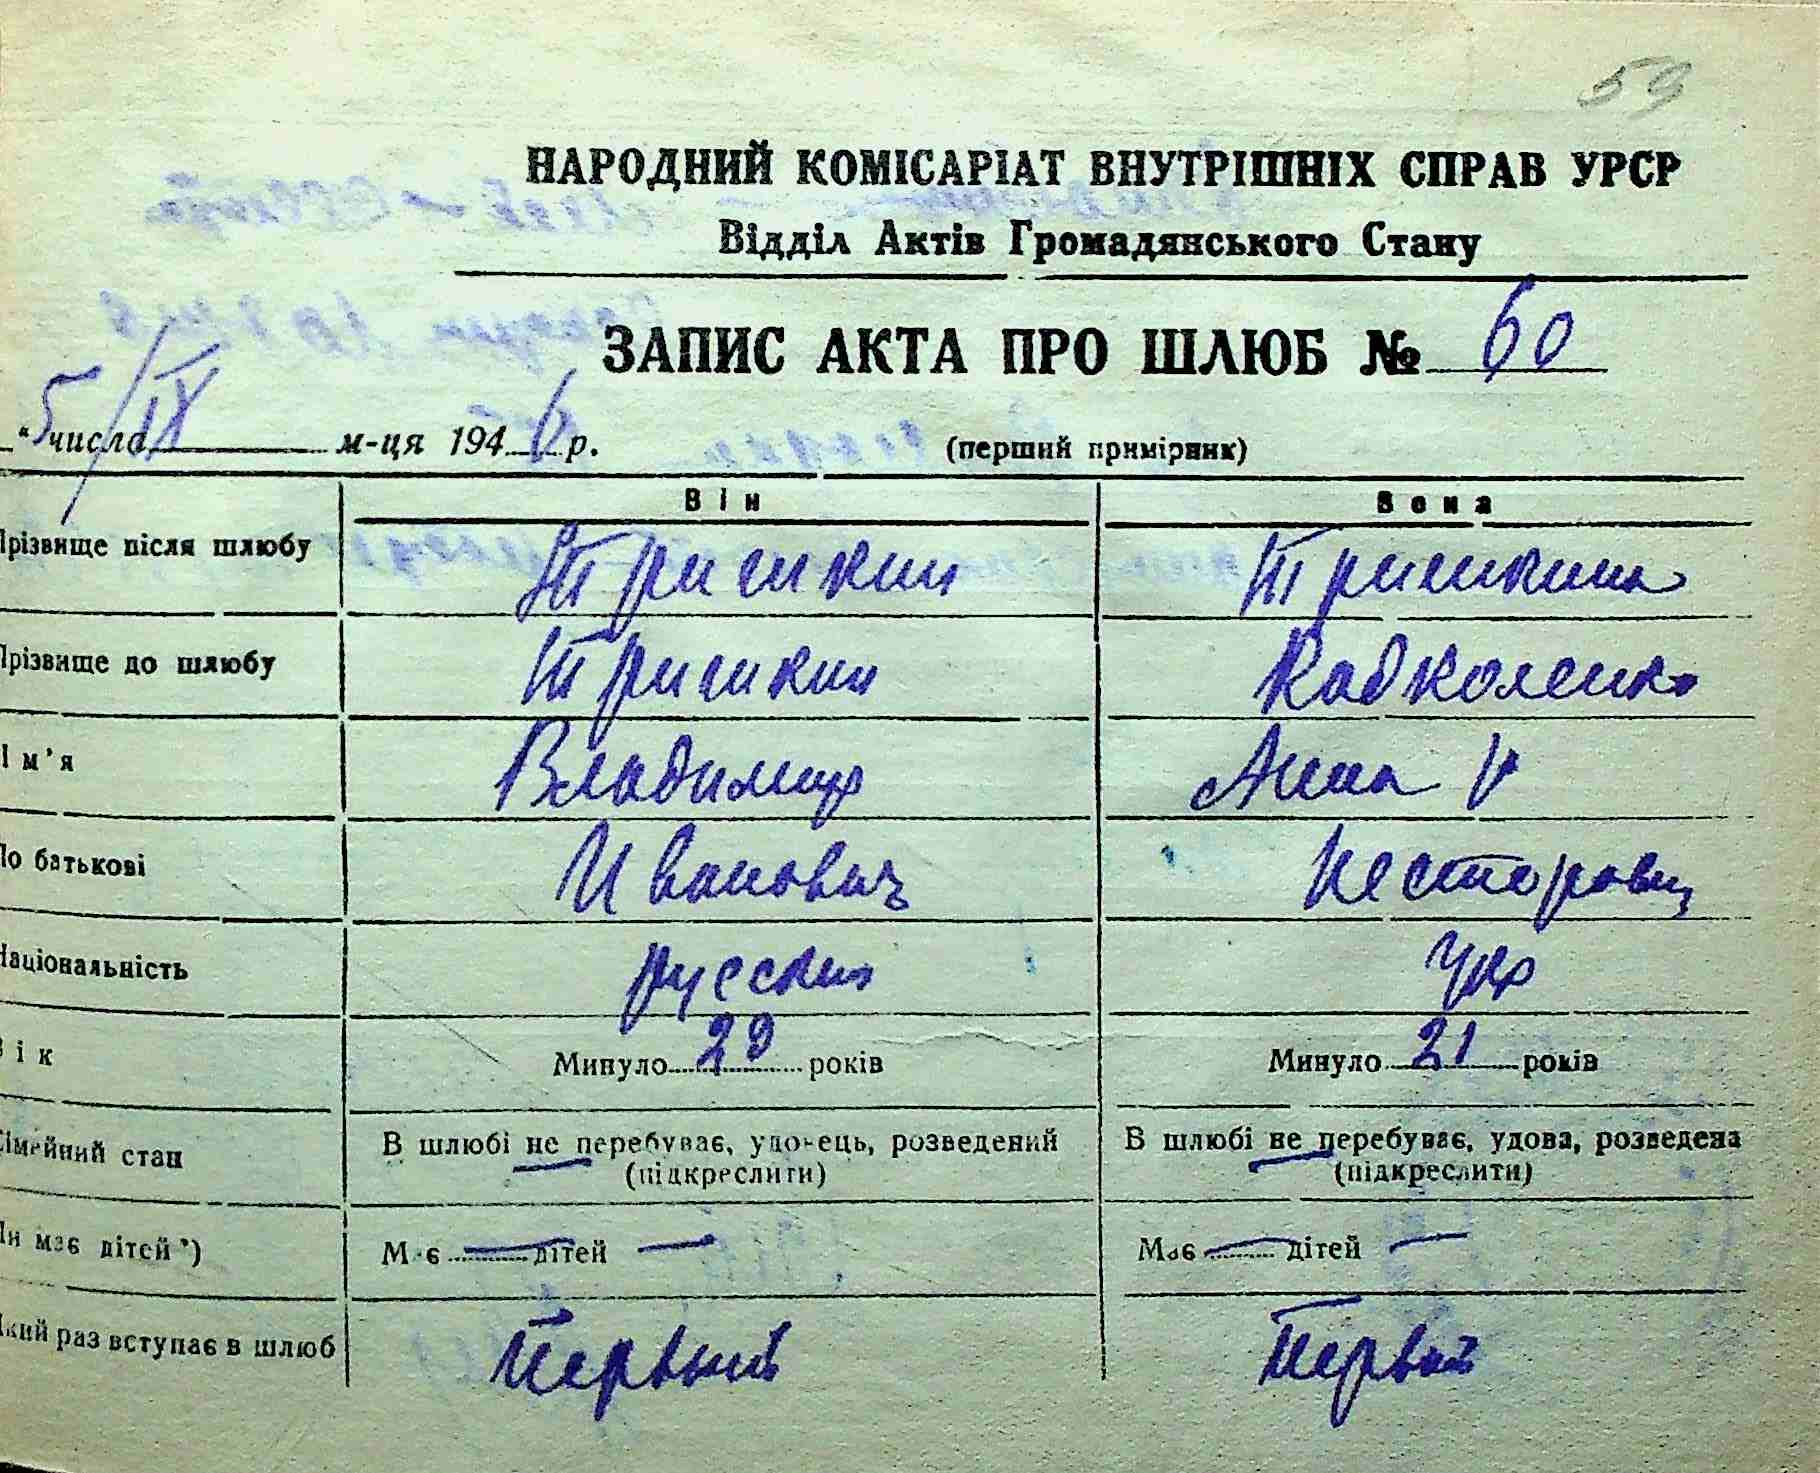 59
НАРОДНИЙ КОМІСАРІАТ ВНУТРІШНІХ СПРАВ УРСР
Відділ Актів Громадянського Стану
ЗАПИС АКТА ПРО ШЛЮБ № 60
"5 числа IX м-ця 1946 р. (перший примірник)
Він Вона
Прізвище після шлюбу Тришкин Тришкина
Прізвище до шлюбу Тришкин
Ім'я Владимир Анна
По батькові Иванович Несторовн
Національність русский Укр
Вік Минуло 20 років Минуло 21 років
Сімейний стан В шлюбі не перебуває, удовець, розведений В шлюбі не перебуває, удова, розведена
(підкреслити) (підкреслити)
Чи має дітей*) Має — дітей — Має — дітей —
Який раз вступає в шлюб Первый Первый